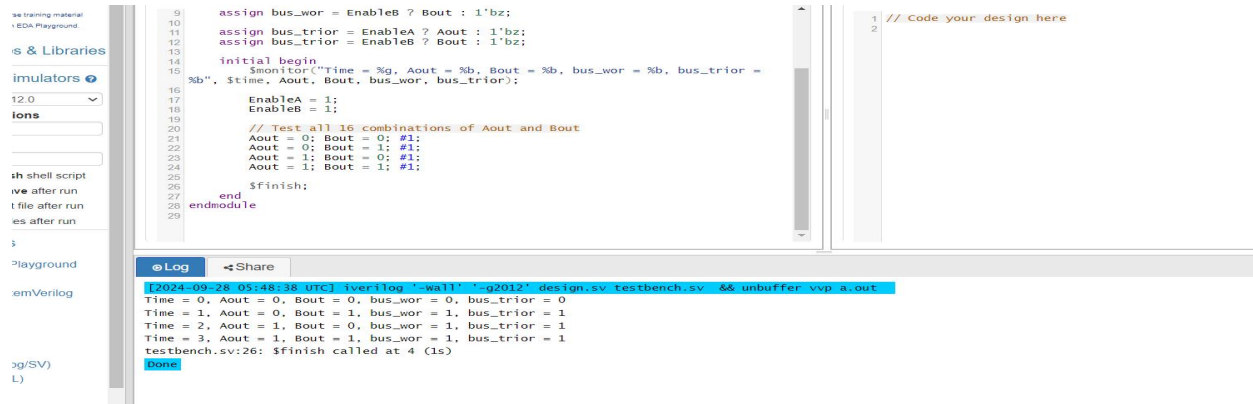 se training material
EDA Playground.
s & Libraries
imulators
12.0
ions
sh shell script
ve after run
t file after run
es after run
s
Playground
emVerilog
og/SV)
L)
9 assign bus_wor = EnableB ? Bout : 1'bz;
10
11 assign bus_trior = EnableA ? Aout : 1'bz;
12 assign bus_trior = EnableB ? Bout : 1'bz;
13
14 initial begin
15 $monitor("Time = %g, Aout = %b, Bout = %b, bus_wor = %b, bus_trior =
%b", $time, Aout, Bout, bus_wor, bus_trior);
16
17 EnableA = 1;
18 EnableB = 1;
19
20 // Test all 16 combinations of Aout and Bout
21 Aout = 0; Bout = 0; #1;
22 Aout = 0; Bout = 1; #1;
23 Aout = 1; Bout = 0; #1;
24 Aout = 1; Bout = 1; #1;
25
26 $finish;
27 end
28 endmodule
29
1 // Code your design here
2
Log Share
[2024-09-28 05:48:38 UTC] iverilog '-Wall' '-g2012' design.sv testbench.sv && unbuffer vvp a.out
Time = 0, Aout = 0, Bout = 0, bus_wor = 0, bus_trior = 0
Time = 1, Aout = 0, Bout = 1, bus_wor = 1, bus_trior = 1
Time = 2, Aout = 1, Bout = 0, bus_wor = 1, bus_trior = 1
Time = 3, Aout = 1, Bout = 1, bus_wor = 1, bus_trior = 1
testbench.sv:26: $finish called at 4 (1s)
Done